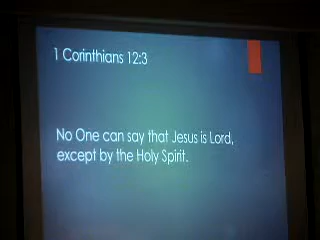 1 Corinthians 12:3
No One can say that Jesus is Lord,
except by the Holy Spirit.